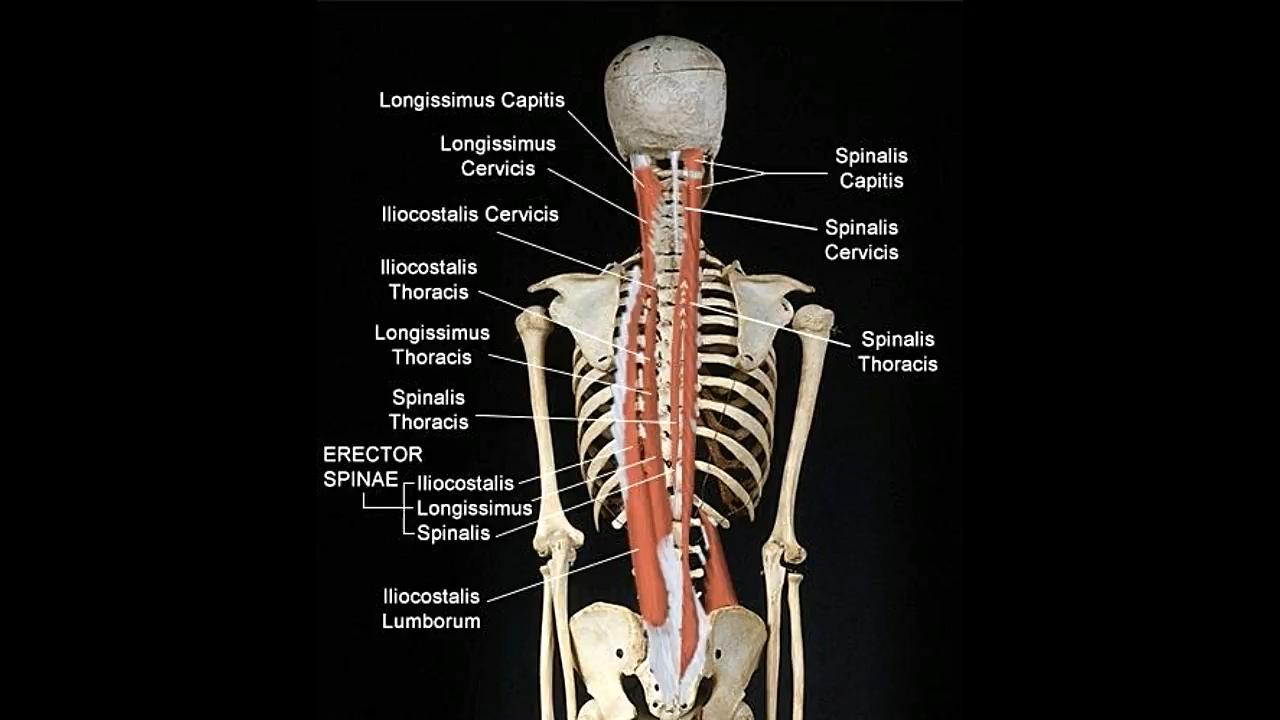 Longissimus Capitis
Longissimus
Cervicis
Iliocostalis Cervicis
Iliocostalis
Thoracis
Longissimus
Thoracis
Spinalis
Thoracis
ERECTOR
SPINAE
Iliocostalis
Longissimus
Spinalis
Iliocostalis
Lumborum
Spinalis
Capitis
Spinalis
Cervicis
Spinalis
Thoracis